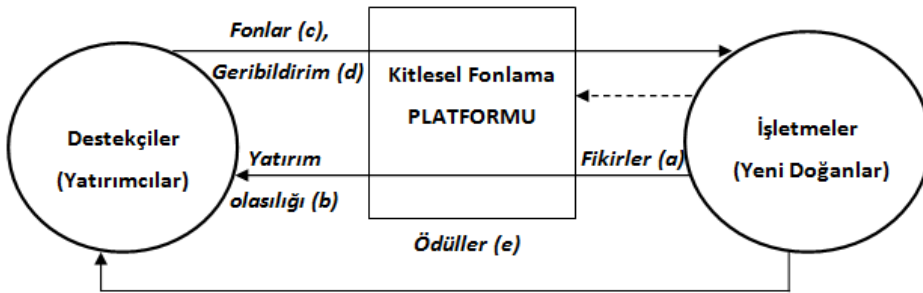 Fonlar (c),
Geribildirim (d)
Kitlesel Fonlama
PLATFORMU
Destekçiler
(Yatırımcılar)
İşletmeler
(Yeni Doğanlar)
Yatırım
olasılığı (b)
Fikirler (a)
Ödüller (e)